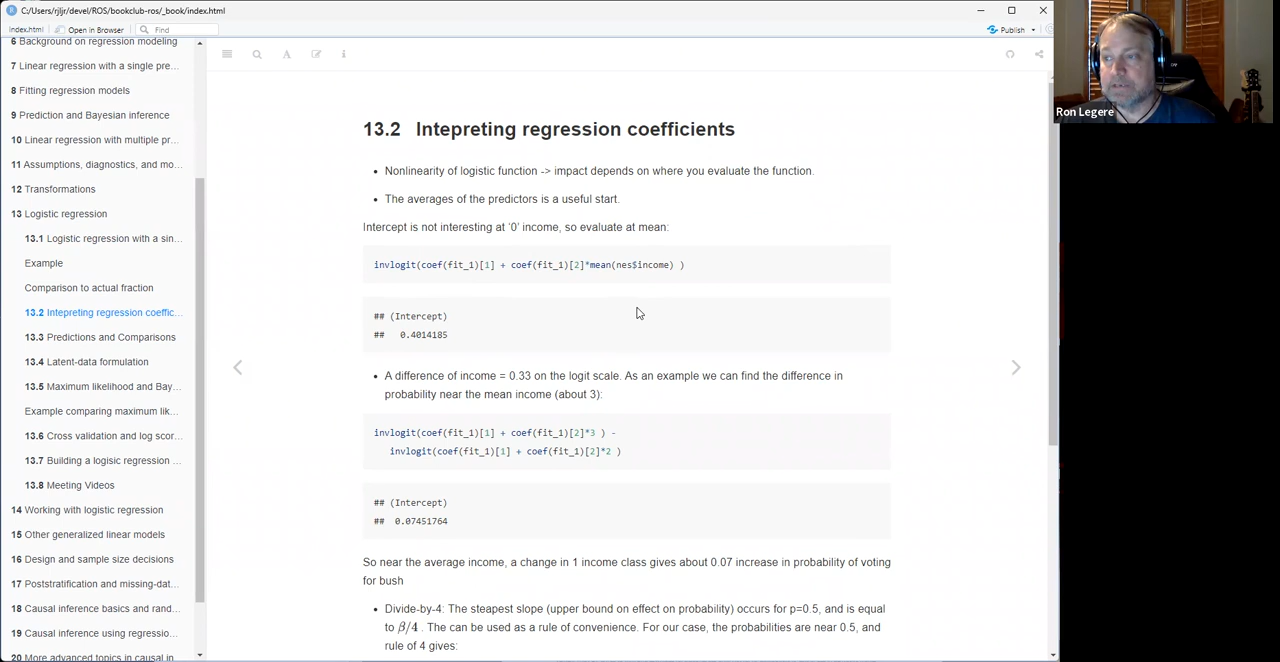 C:/Users/rjljr/devel/ROS/bookclub-ros/_book/index.html
index.html
Open in Browser
Find
Publish
6 Background on regression modeling
7 Linear regression with a single pre...
8 Fitting regression models
9 Prediction and Bayesian inference
10 Linear regression with multiple pr...
11 Assumptions, diagnostics, and mo...
12 Transformations
13 Logistic regression
13.1 Logistic regression with a sin...
Example
Comparison to actual fraction
13.2 Intepreting regression coeffic...
13.3 Predictions and Comparisons
13.4 Latent-data formulation
13.5 Maximum likelihood and Bay...
Example comparing maximum lik...
13.6 Cross validation and log scor...
13.7 Building a logisic regression ...
13.8 Meeting Videos
14 Working with logistic regression
15 Other generalized linear models
16 Design and sample size decisions
17 Poststratification and missing-dat...
18 Causal inference basics and rand...
19 Causal inference using regressio...
20 More advanced topics in causal in
13.2 Intepreting regression coefficients
• Nonlinearity of logistic function -> impact depends on where you evaluate the function.
• The averages of the predictors is a useful start.
Intercept is not interesting at '0' income, so evaluate at mean:
invlogit(coef(fit_1)[1] + coef(fit_1)[2]*mean(nes$income) )
## (Intercept)
## 0.4014185
• A difference of income = 0.33 on the logit scale. As an example we can find the difference in
probability near the mean income (about 3):
invlogit(coef(fit_1)[1] + coef(fit_1)[2]*3 ) -
invlogit(coef(fit_1)[1] + coef(fit_1)[2]*2 )
## (Intercept)
## 0.07451764
So near the average income, a change in 1 income class gives about 0.07 increase in probability of voting
for bush
• Divide-by-4: The steapest slope (upper bound on effect on probability) occurs for p=0.5, and is equal
to β/4 . The can be used as a rule of convenience. For our case, the probabilities are near 0.5, and
rule of 4 gives:
Ron Legere